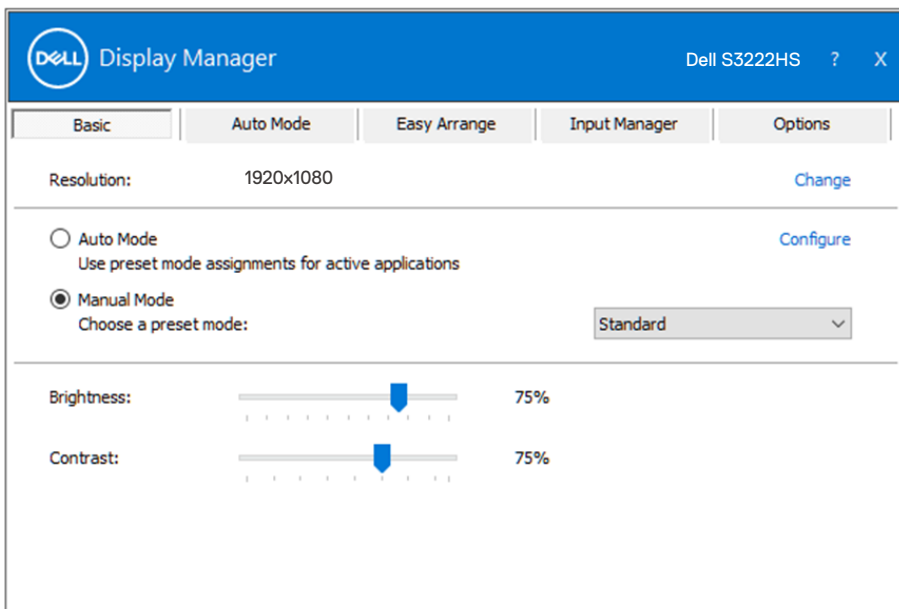 DELL Display Manager Dell S3222HS ? X
Basic Auto Mode Easy Arrange Input Manager Options
Resolution: 1920x1080 Change
Auto Mode Configure
Use preset mode assignments for active applications
Manual Mode
Choose a preset mode: Standard
Brightness: 75%
Contrast: 75%